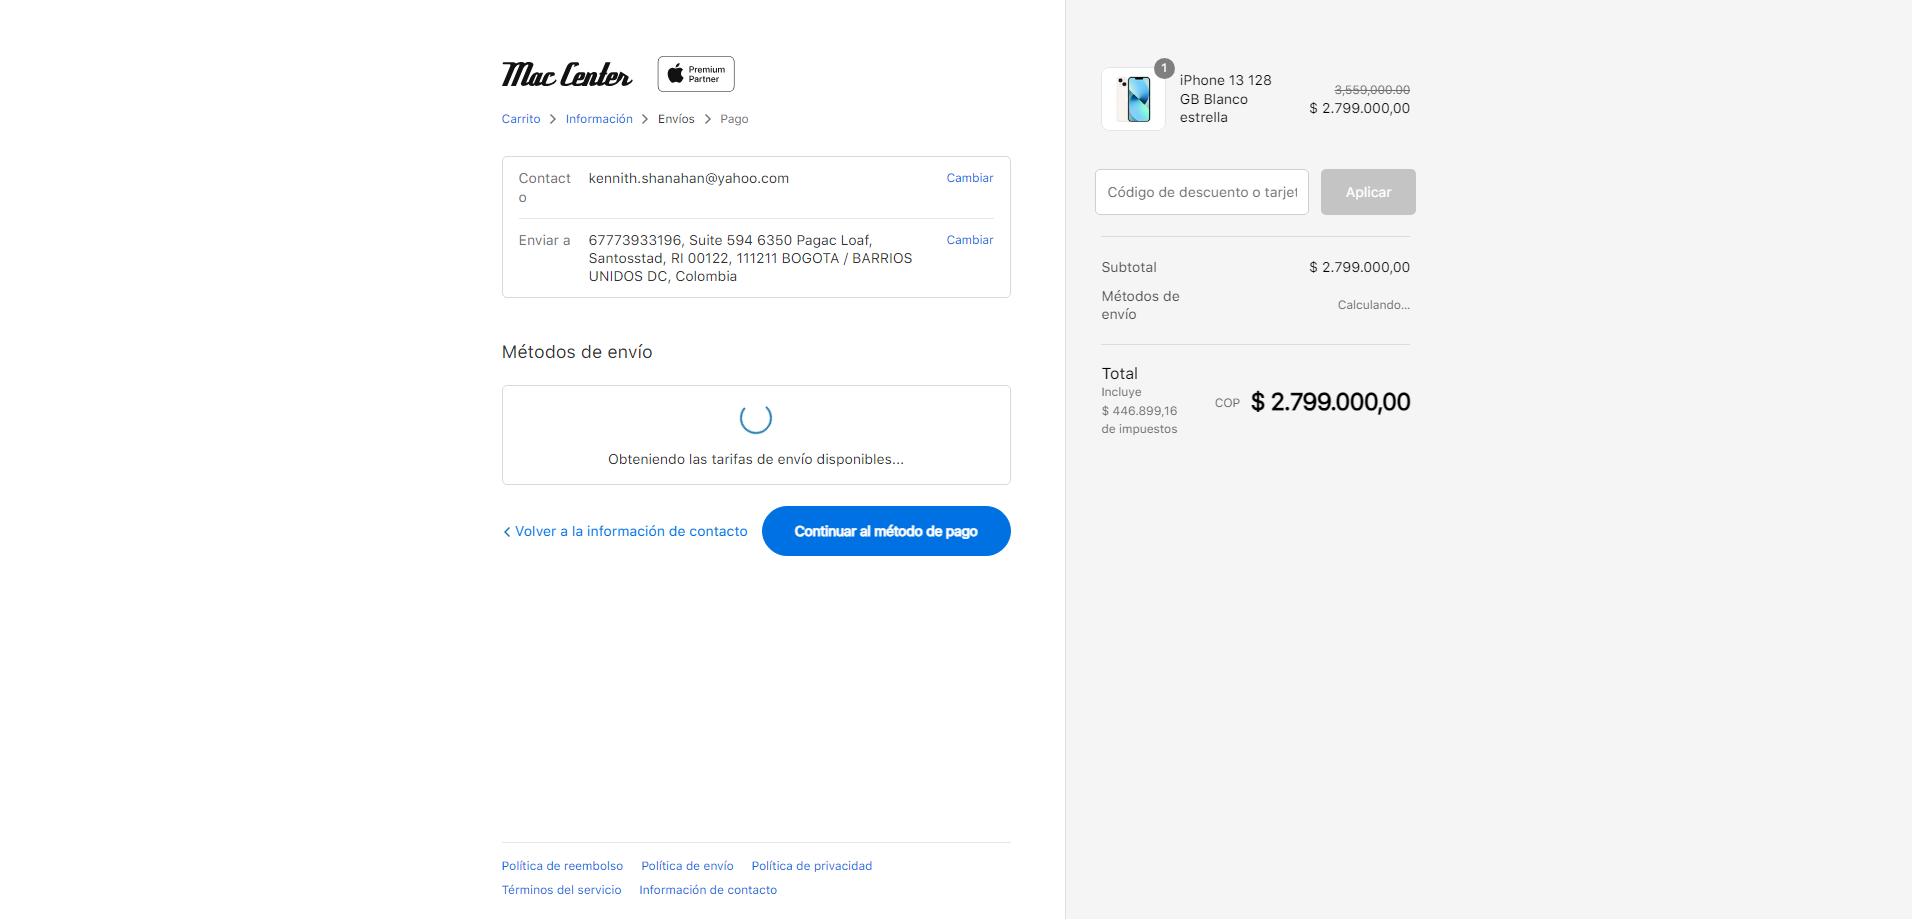 Mac Center
Premium
Partner
Carrito
Información
Envíos
Pago
Contact
o
kennith.shanahan@yahoo.com
Cambiar
Enviar a
67773933196, Suite 594 6350 Pagac Loaf,
Santosstad, RI 00122, 111211 BOGOTA / BARRIOS
UNIDOS DC, Colombia
Cambiar
Métodos de envío
Obteniendo las tarifas de envío disponibles...
Volver a la información de contacto
Continuar al método de pago
Política de reembolso
Política de envío
Política de privacidad
Términos del servicio
Información de contacto
1
iPhone 13 128
GB Blanco
estrella
3,559,000.00
$ 2.799.000,00
Código de descuento o tarjet
Aplicar
Subtotal
$ 2.799.000,00
Métodos de
envío
Calculando...
Total
Incluye
$ 446.899,16
de impuestos
COP
$ 2.799.000,00